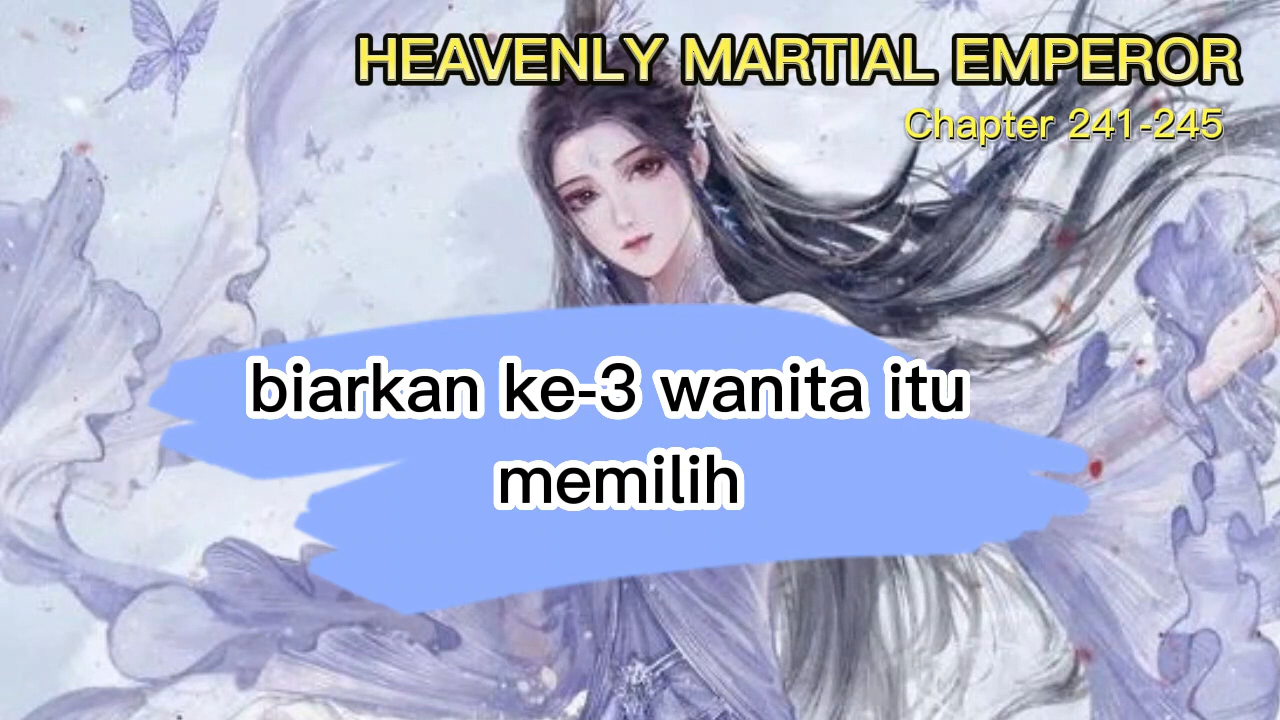 HEAVENLY MARTIAL EMPEROR
Chapter 241-245
biarkan ke-3 wanita itu
memilih